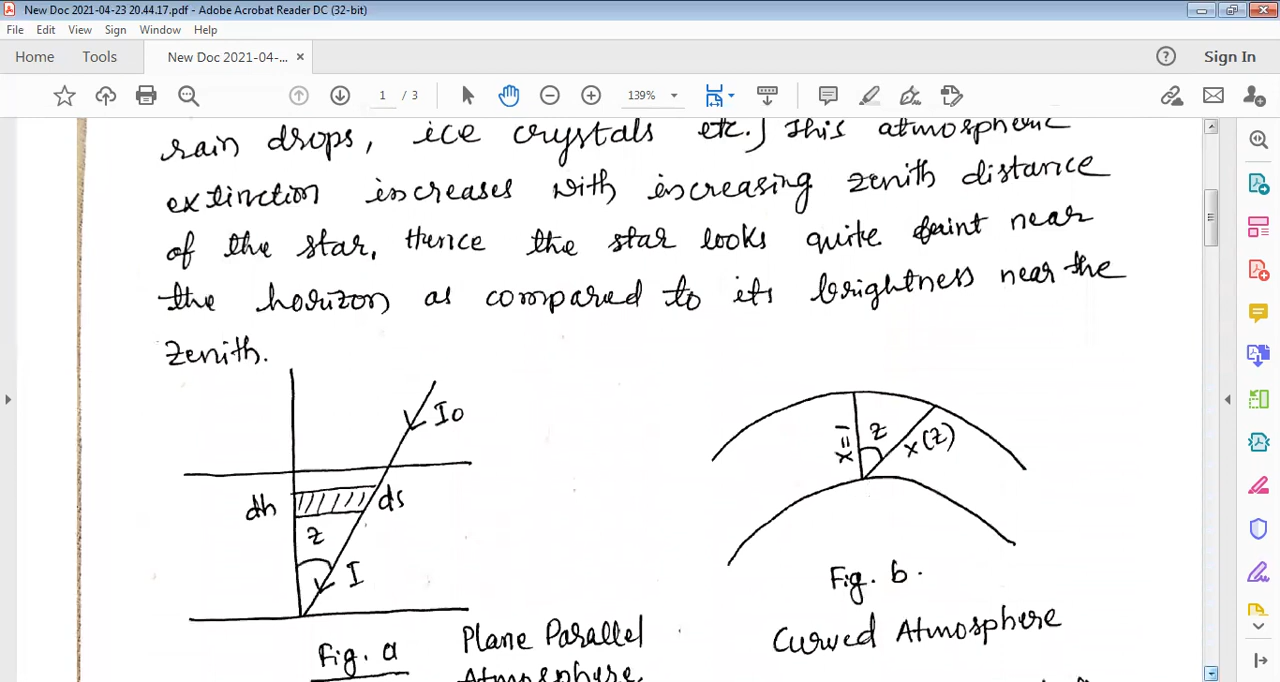 New Doc 2021-04-23 20.44.17.pdf - Adobe Acrobat Reader DC (32-bit)
File Edit View Sign Window Help
Home Tools New Doc 2021-04-... × Sign In
1 / 3 139%
rain drops, ice crystals etc.) This atmospheric
extinction increases with increasing zenith distance
of the star. Hence the star looks quite faint near
the horizon as compared to its brightness near the
zenith.
I0
dh ds
z
I
Fig. a
Plane Parallel
Atmosphere
x=1 z x(z)
Fig. b.
Curved Atmosphere